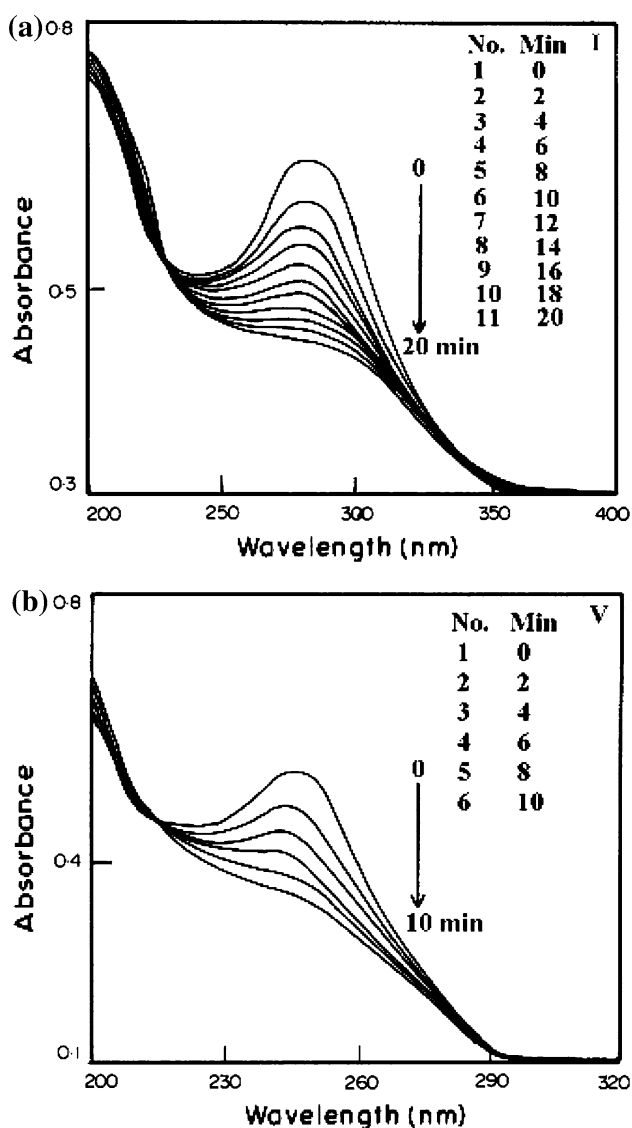 (a)
0.8
No. Min I
1 0
2 2
3 4
4 6
5 8
6 10
7 12
8 14
9 16
10 18
11 20
0
20 min
0.5
0.3
Absorbance
200 250 300 350 400
Wavelength (nm)
(b)
0.8
No. Min V
1 0
2 2
3 4
4 6
5 8
6 10
0
10 min
0.4
0.1
Absorbance
200 230 260 290 320
Wavelength (nm)